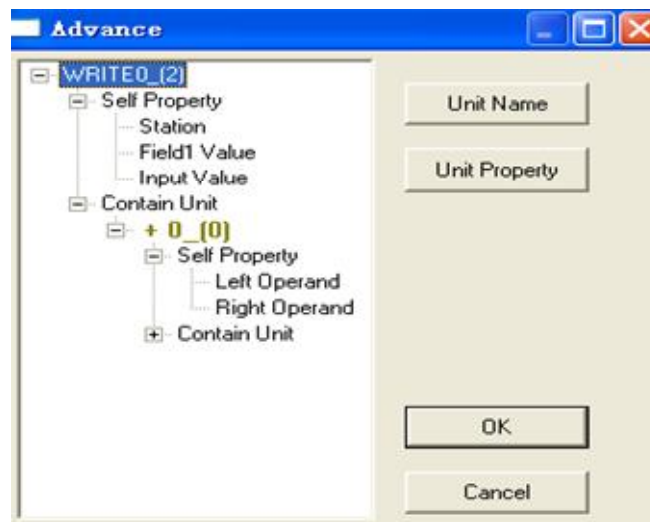 Advance
WRITE0_(2)
Self Property
Station
Field1 Value
Input Value
Contain Unit
+ 0_(0)
Self Property
Left Operand
Right Operand
Contain Unit
Unit Name
Unit Property
OK
Cancel